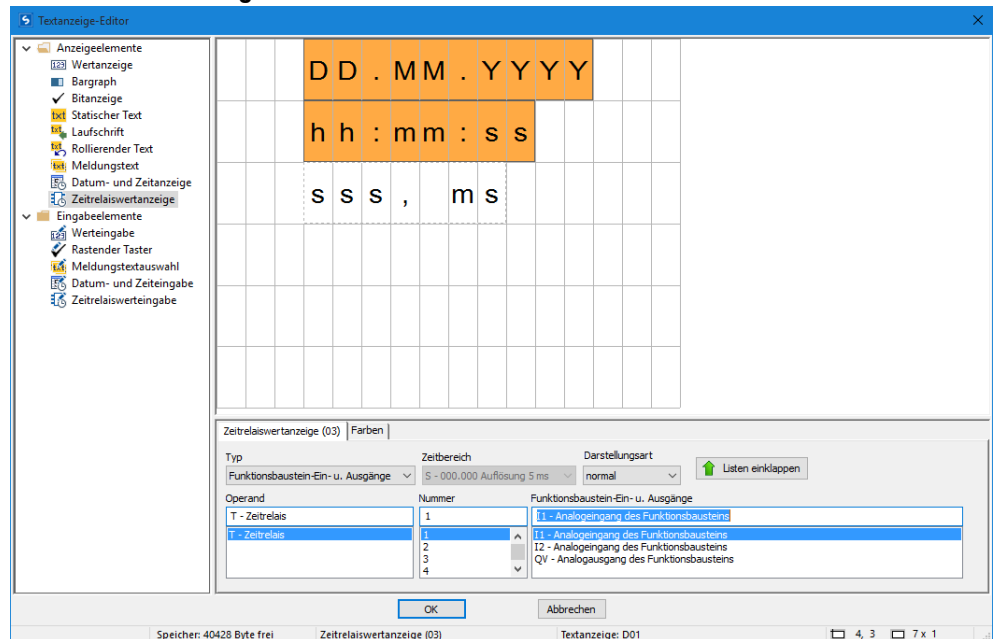 Textanzeige-Editor
Anzeigeelemente
Wertanzeige
Bargraph
Bitanzeige
Statischer Text
Laufschrift
Rollierender Text
Meldungstext
Datum- und Zeitanzeige
Zeitrelaiswertanzeige
Eingabeelemente
Werteingabe
Rastender Taster
Meldungstextauswahl
Datum- und Zeiteingabe
Zeitrelaiswerteingabe
DD.MM.YYYY
hh:mm:ss
sss, ms
Zeitrelaiswertanzeige (03) Farben
Typ Zeitbereich Darstellungsart
Funktionsbaustein-Ein- u. Ausgänge S - 000.000 Auflösung 5 ms normal Listen einklappen
Operand Nummer Funktionsbaustein-Ein- u. Ausgänge
T - Zeitrelais 1 I1 - Analogeingang des Funktionsbausteins
T - Zeitrelais 1 I1 - Analogeingang des Funktionsbausteins
2 I2 - Analogeingang des Funktionsbausteins
3 QV - Analogausgang des Funktionsbausteins
4
OK Abbrechen
Speicher: 40428 Byte frei Zeitrelaiswertanzeige (03) Textanzeige: D01 4, 3 7 x 1